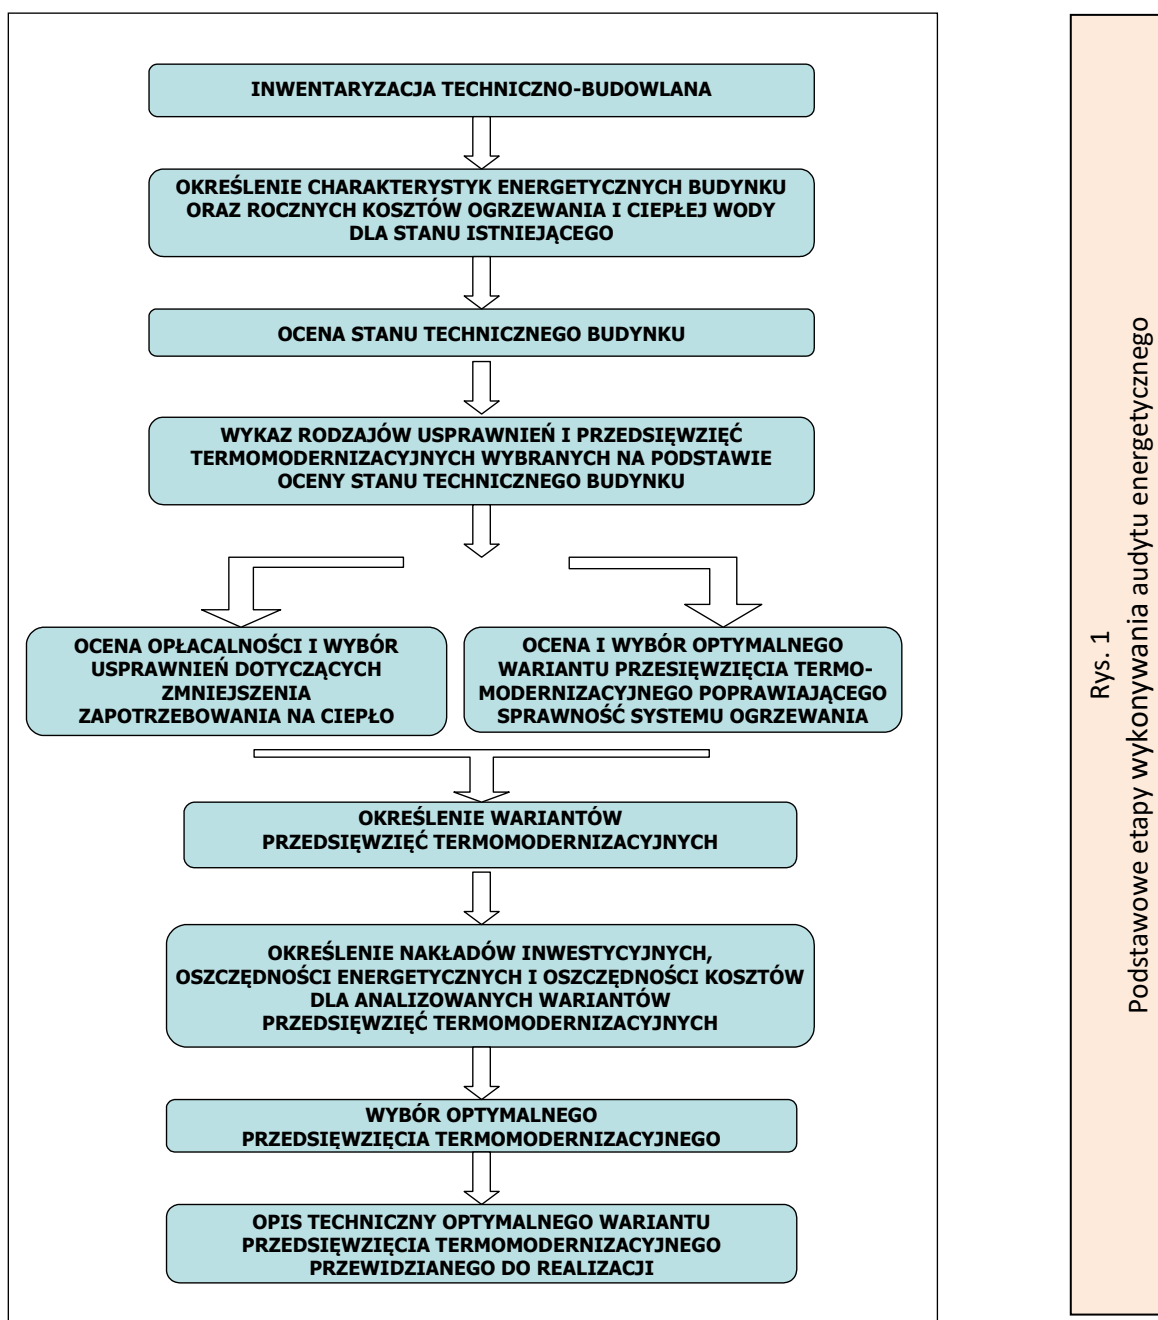 INWENTARYZACJA TECHNICZNO-BUDOWLANA
OKREŚLENIE CHARAKTERYSTYK ENERGETYCZNYCH BUDYNKU
ORAZ ROCZNYCH KOSZTÓW OGRZEWANIA I CIEPŁEJ WODY
DLA STANU ISTNIEJĄCEGO
OCENA STANU TECHNICZNEGO BUDYNKU
WYKAZ RODZAJÓW USPRAWNIEŃ I PRZEDSIĘWZIĘĆ
TERMOMODERNIZACYJNYCH WYBRANYCH NA PODSTAWIE
OCENY STANU TECHNICZNEGO BUDYNKU
OCENA OPŁACALNOŚCI I WYBÓR
USPRAWNIEŃ DOTYCZĄCYCH
ZMNIEJSZENIA
ZAPOTRZEBOWANIA NA CIEPŁO
OCENA I WYBÓR OPTYMALNEGO
WARIANTU PRZESIĘWZIĘCIA TERMO-
MODERNIZACYJNEGO POPRAWIAJĄCEGO
SPRAWNOŚĆ SYSTEMU OGRZEWANIA
OKREŚLENIE WARIANTÓW
PRZEDSIĘWZIĘĆ TERMOMODERNIZACYJNYCH
OKREŚLENIE NAKŁADÓW INWESTYCYJNYCH,
OSZCZĘDNOŚCI ENERGETYCZNYCH I OSZCZĘDNOŚCI KOSZTÓW
DLA ANALIZOWANYCH WARIANTÓW
PRZEDSIĘWZIĘĆ TERMOMODERNIZACYJNYCH
WYBÓR OPTYMALNEGO
PRZEDSIĘWZIĘCIA TERMOMODERNIZACYJNEGO
OPIS TECHNICZNY OPTYMALNEGO WARIANTU
PRZEDSIĘWZIĘCIA TERMOMODERNIZACYJNEGO
PRZEWIDZIANEGO DO REALIZACJI
Rys. 1
Podstawowe etapy wykonywania audytu energetycznego